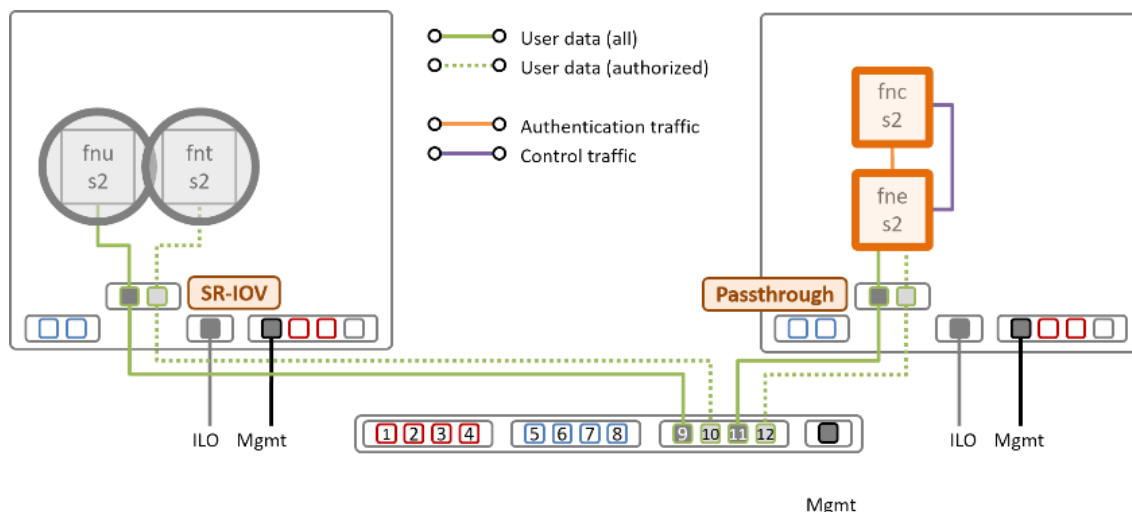 User data (all)
User data (authorized)
Authentication traffic
Control traffic
fnu
s2
fnt
s2
fnc
s2
fne
s2
SR-IOV
Passthrough
ILO
Mgmt
1 2 3 4
5 6 7 8
9 10 11 12
ILO
Mgmt
Mgmt